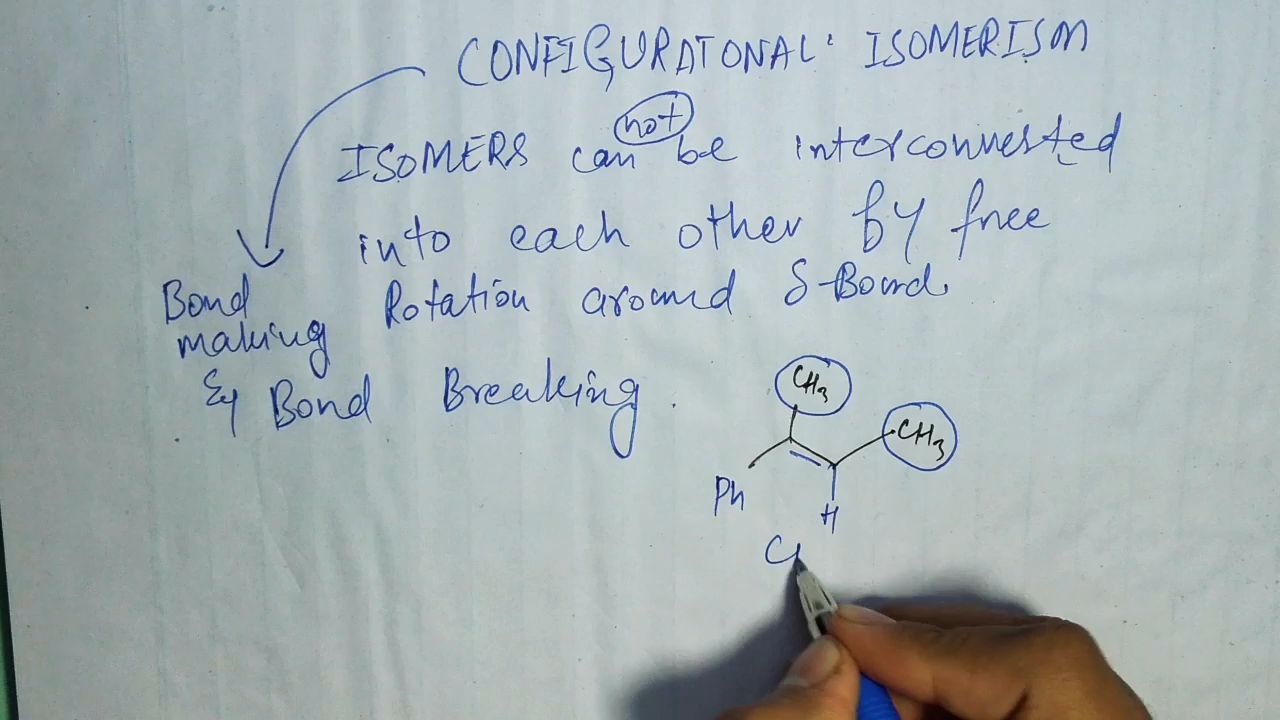 CONFIGURATONAL ISOMERISM
not
ISOMERS can be interconverted
into each other by free
Rotation around δ-Bond.
Bond
making
& Bond Breaking.
CH3
CH3
Ph
H